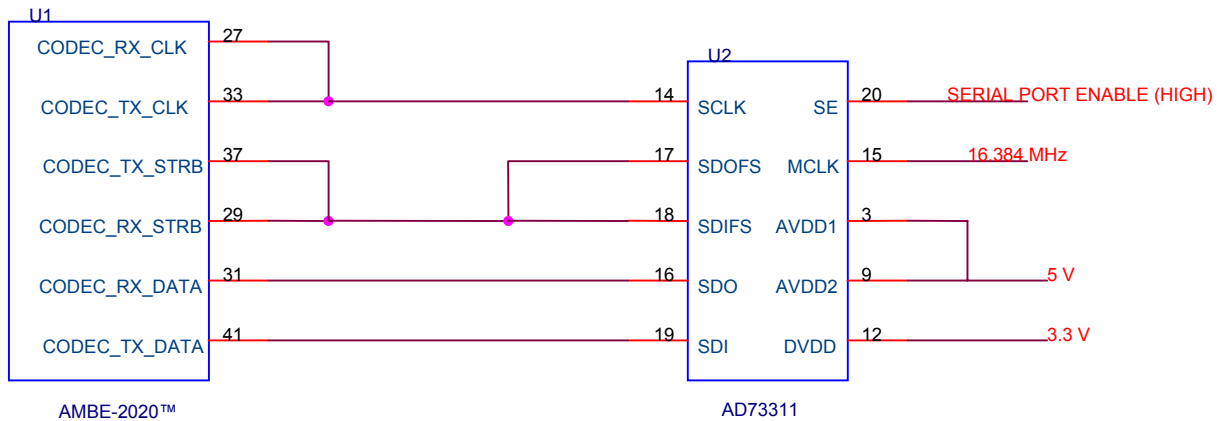 U1
CODEC_RX_CLK 27
CODEC_TX_CLK 33
CODEC_TX_STRB 37
CODEC_RX_STRB 29
CODEC_RX_DATA 31
CODEC_TX_DATA 41
AMBE-2020™
U2
14 SCLK SE 20 SERIAL PORT ENABLE (HIGH)
17 SDOFS MCLK 15 16.384 MHz
18 SDIFS AVDD1 3
16 SDO AVDD2 9 5 V
19 SDI DVDD 12 3.3 V
AD73311